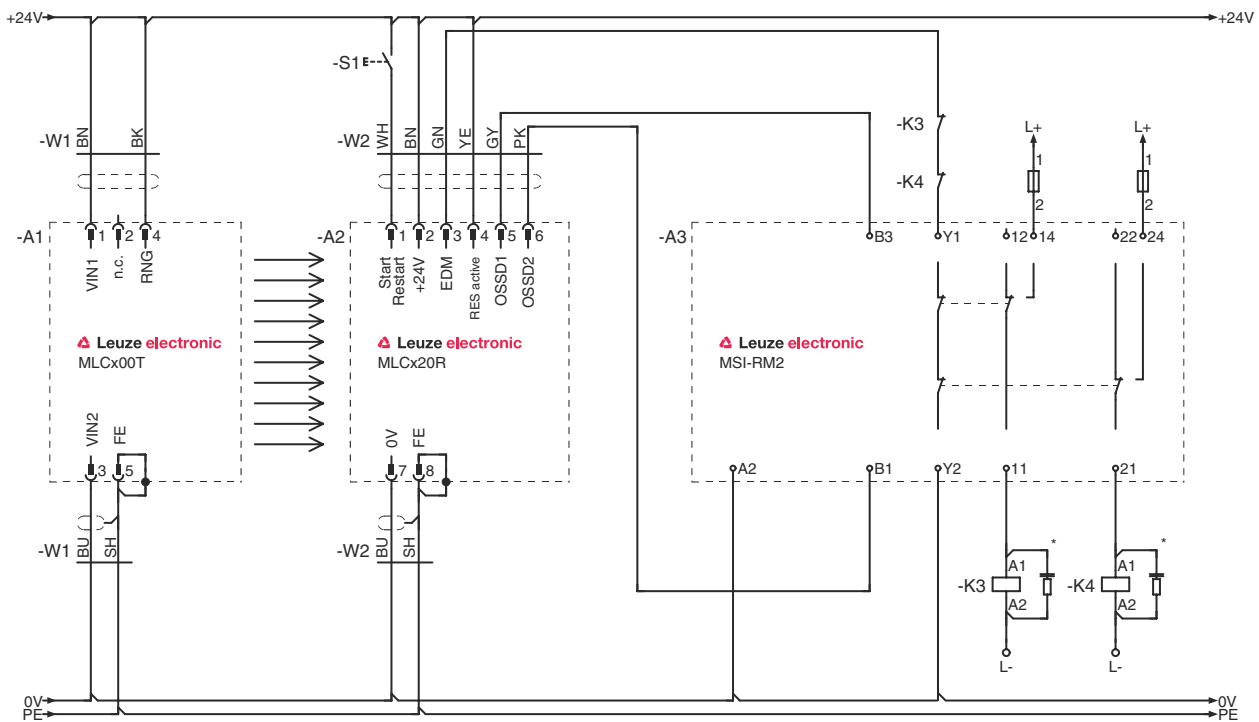 +24V
+24V
-S1
-K3
-W1
BN
BK
-W2
WH
BN
GN
YE
GY
PK
L+
L+
-K4
1
1
2
2
-A1
1
2
4
-A2
1
2
3
4
5
6
-A3
B3
Y1
12
14
22
24
VIN1
n.c.
RNG
Start
Restart
+24V
EDM
RES active
OSSD1
OSSD2
Leuze electronic
MLCx00T
Leuze electronic
MLCx20R
Leuze electronic
MSI-RM2
VIN2
FE
0V
FE
3
5
7
8
A2
B1
Y2
11
21
-W1
BU
SH
-W2
BU
SH
*
*
A1
A1
-K3
-K4
A2
A2
L-
L-
0V
0V
PE
PE